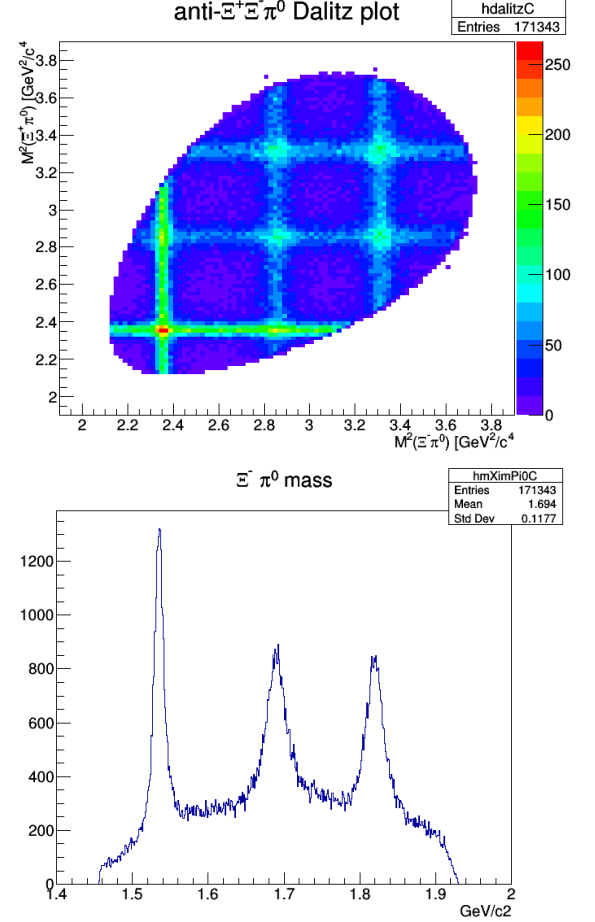 anti-Ξ⁺Ξ⁻π⁰ Dalitz plot
hdalitzC
Entries 171343
M²(Ξ⁺π⁰) [GeV²/c⁴
3.8
3.6
3.4
3.2
3
2.8
2.6
2.4
2.2
2
250
200
150
100
50
0
2 2.2 2.4 2.6 2.8 3 3.2 3.4 3.6 3.8
M²(Ξ⁻π⁰) [GeV²/c⁴
Ξ⁻ π⁰ mass
hmXimPi0C
Entries 171343
Mean 1.694
Std Dev 0.1177
1200
1000
800
600
400
200
0
1.4 1.5 1.6 1.7 1.8 1.9 2
GeV/c2